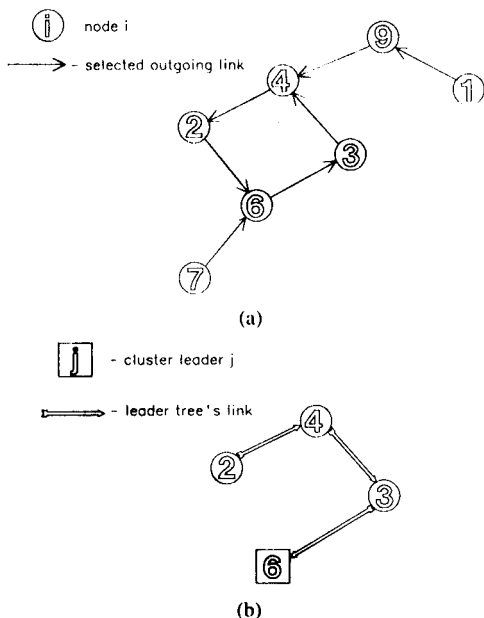 i node i
- selected outgoing link
9
4
1
2
3
6
7
(a)
j - cluster leader j
- leader tree's link
4
2
3
6
(b)